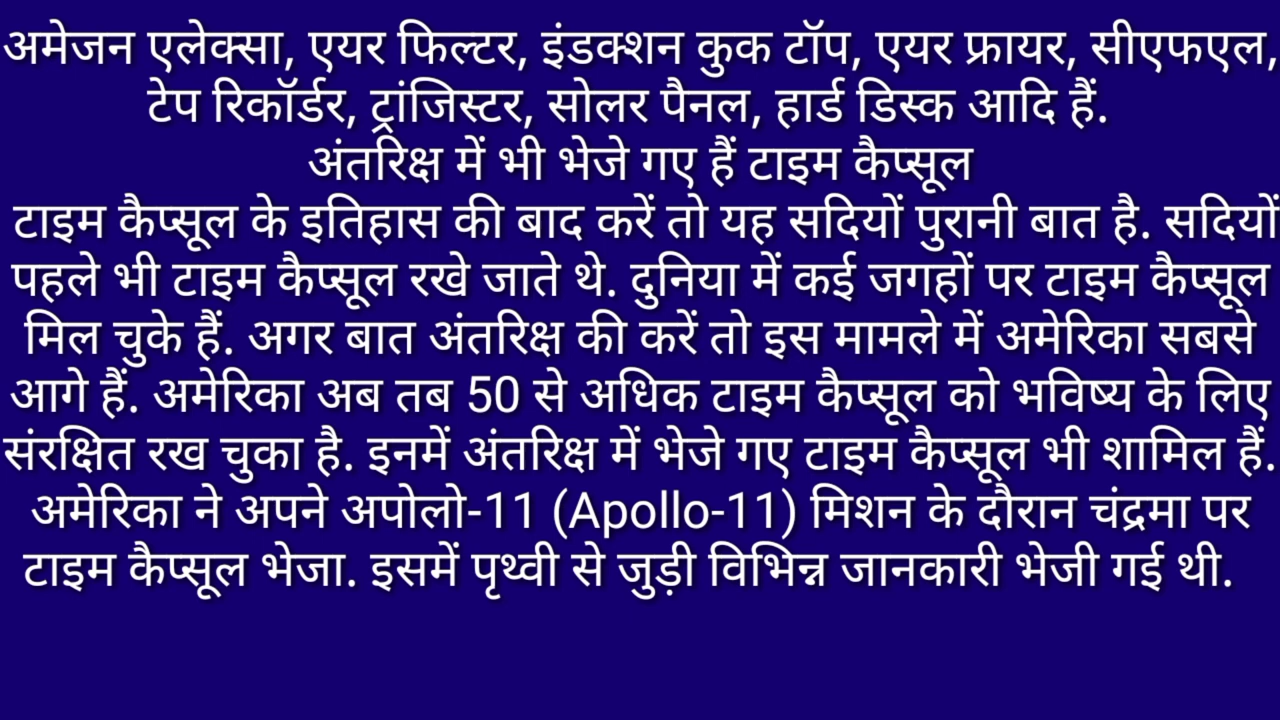 अमेजन एलेक्सा, एयर फिल्टर, इंडक्शन कुक टॉप, एयर फ्रायर, सीएफएल,
टेप रिकॉर्डर, ट्रांजिस्टर, सोलर पैनल, हार्ड डिस्क आदि हैं.
अंतरिक्ष में भी भेजे गए हैं टाइम कैप्सूल
टाइम कैप्सूल के इतिहास की बाद करें तो यह सदियों पुरानी बात है. सदियों
पहले भी टाइम कैप्सूल रखे जाते थे. दुनिया में कई जगहों पर टाइम कैप्सूल
मिल चुके हैं. अगर बात अंतरिक्ष की करें तो इस मामले में अमेरिका सबसे
आगे हैं. अमेरिका अब तब 50 से अधिक टाइम कैप्सूल को भविष्य के लिए
संरक्षित रख चुका है. इनमें अंतरिक्ष में भेजे गए टाइम कैप्सूल भी शामिल हैं.
अमेरिका ने अपने अपोलो-11 (Apollo-11) मिशन के दौरान चंद्रमा पर
टाइम कैप्सूल भेजा. इसमें पृथ्वी से जुड़ी विभिन्न जानकारी भेजी गई थी.